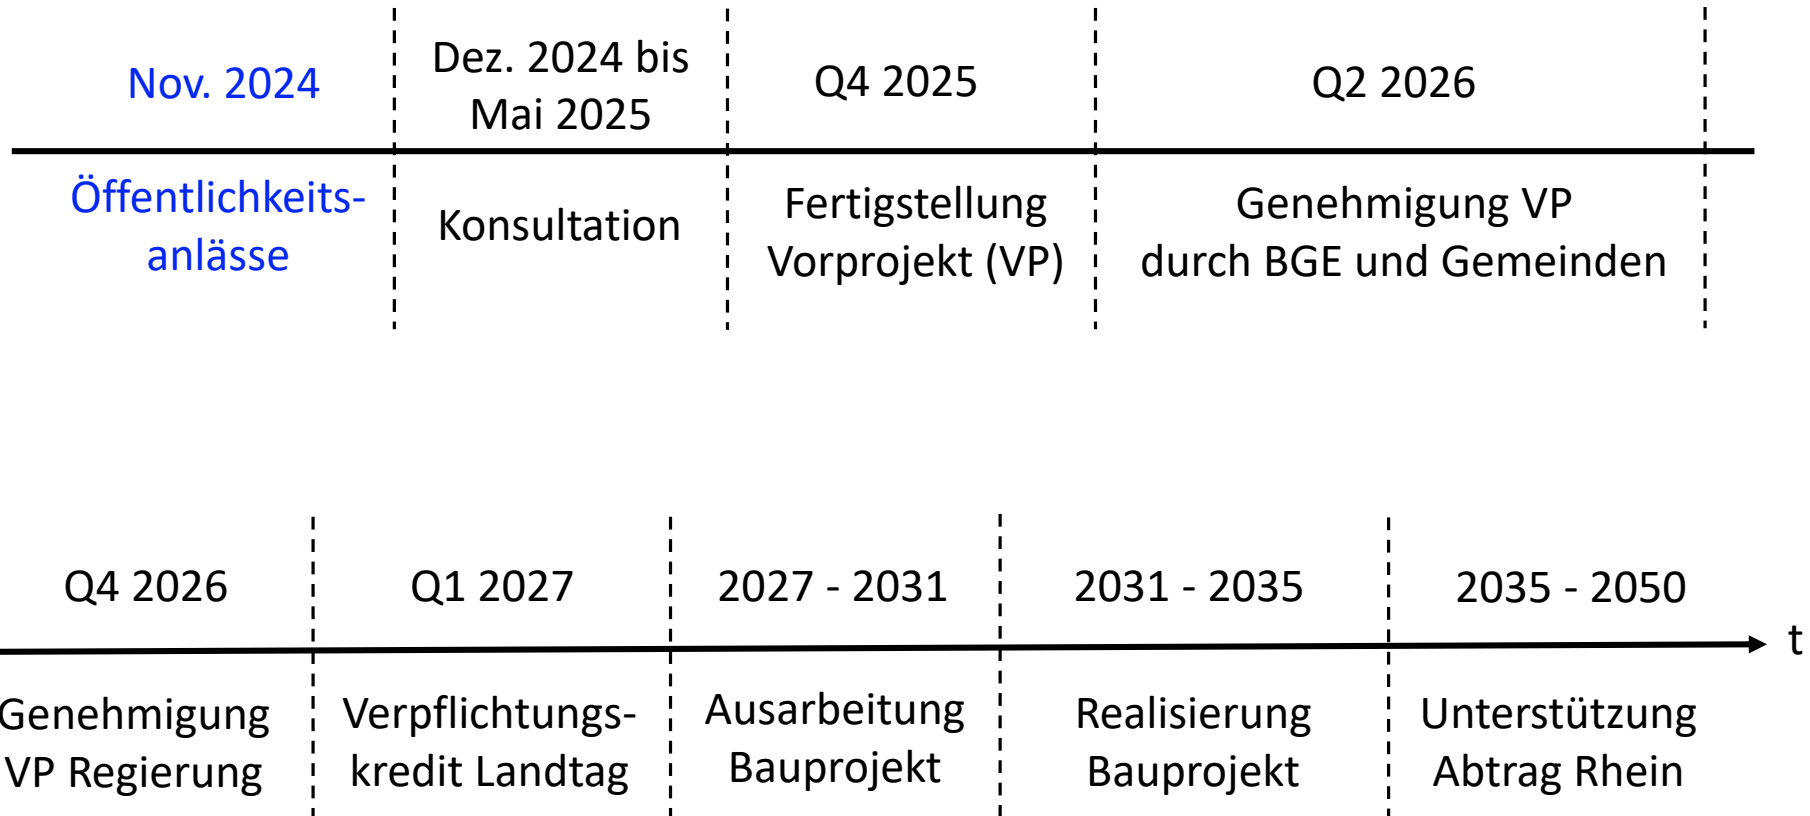 Nov. 2024
Dez. 2024 bis
Mai 2025
Q4 2025
Q2 2026
Öffentlichkeits-
anlässe
Konsultation
Fertigstellung
Vorprojekt (VP)
Genehmigung VP
durch BGE und Gemeinden
Q4 2026
Q1 2027
2027 - 2031
2031 - 2035
2035 - 2050
t
Genehmigung
VP Regierung
Verpflichtungs-
kredit Landtag
Ausarbeitung
Bauprojekt
Realisierung
Bauprojekt
Unterstützung
Abtrag Rhein